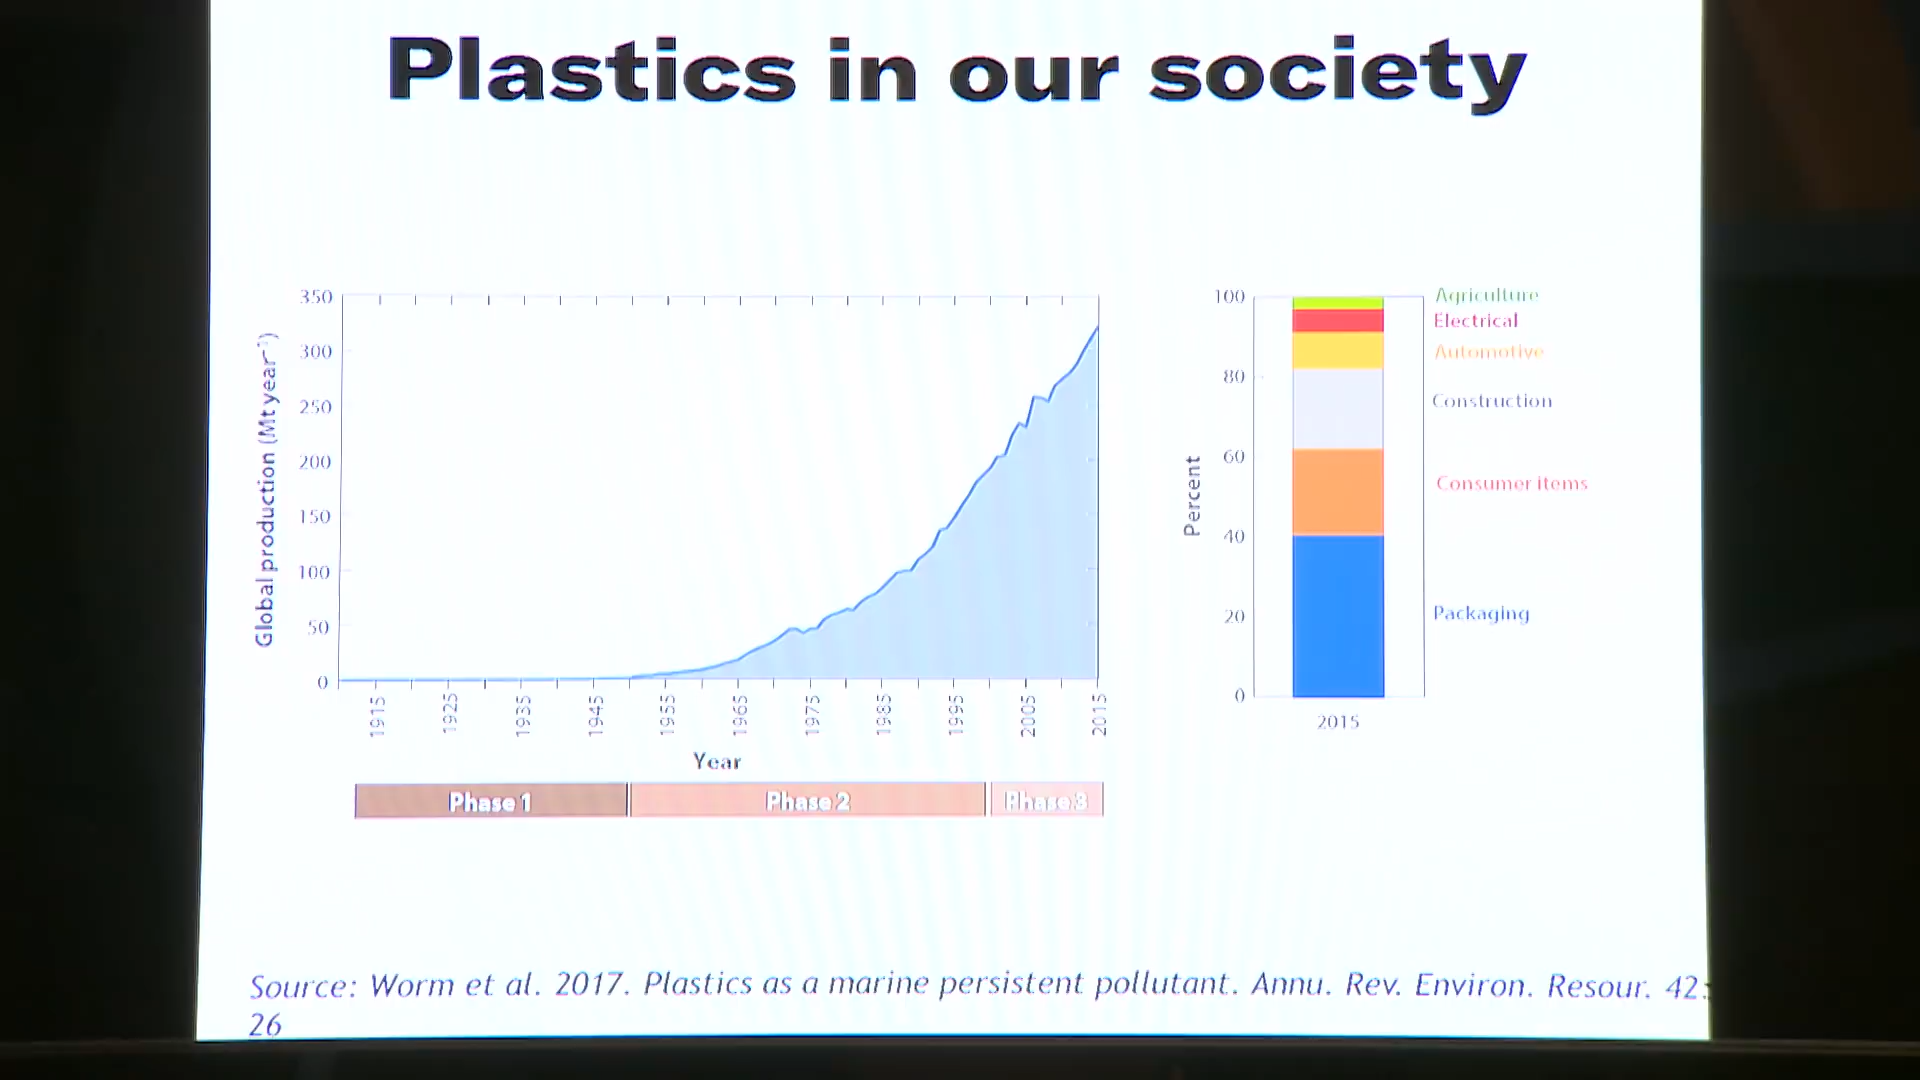 Plastics in our society
350
300
250
200
150
100
50
0
Global production (Mt year⁻¹)
1915
1925
1935
1945
1955
1965
1975
1985
1995
2005
2015
Year
Phase 1
Phase 2
Phase 3
100
80
60
40
20
0
Percent
2015
Agriculture
Electrical
Automotive
Construction
Consumer items
Packaging
Source: Worm et al. 2017. Plastics as a marine persistent pollutant. Annu. Rev. Environ. Resour. 42:
26